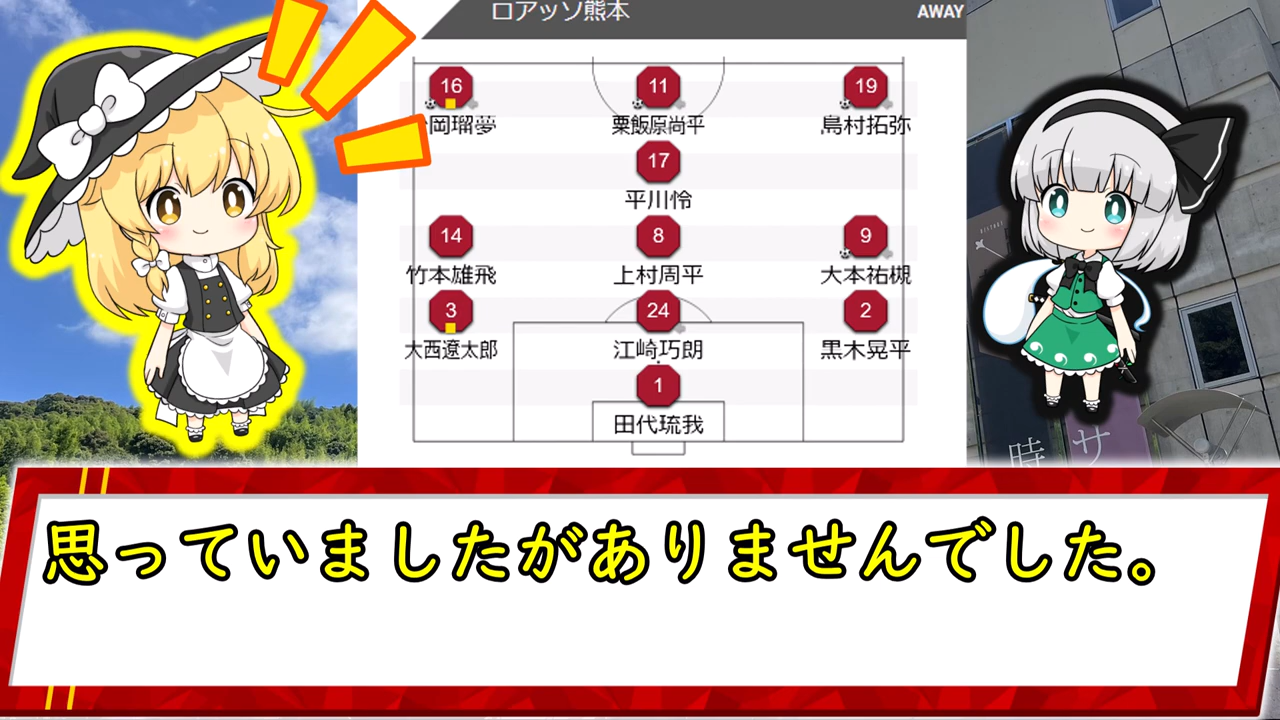 ロアッソ熊本
AWAY
16 11 19
岡瑠夢 粟飯原尚平 島村拓弥
17
平川怜
14 8 9
竹本雄飛 上村周平 大本祐槻
3 24 2
大西遼太郎 江崎巧朗 黒木晃平
1
田代琉我
時 サ
思っていましたがありませんでした。